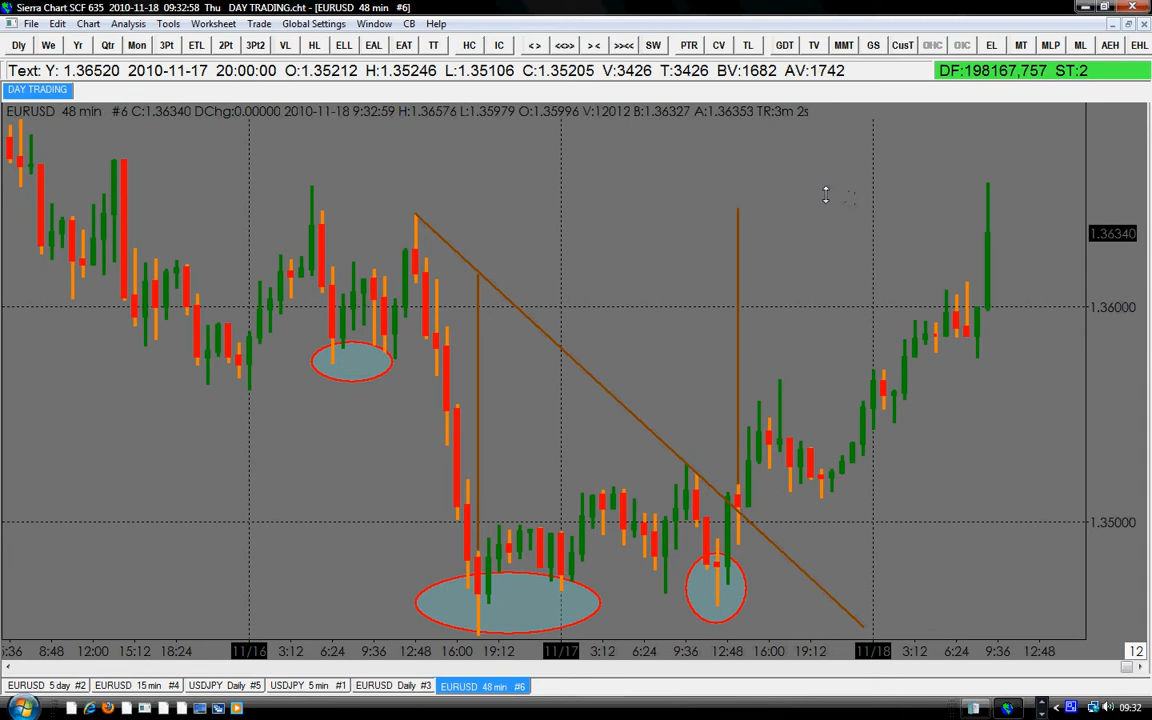 Sierra Chart SCF 635 2010-11-18 09:32:58 Thu DAY TRADING.cht - [EURUSD 48 min #6]
File Edit Chart Analysis Tools Worksheet Trade Global Settings Window CB Help
Dly We Yr Qtr Mon 3Pt ETL 2Pt 3Pt2 VL HL ELL EAL EAT TT HC IC <> <<>> >< >><< SW PTR CV TL GDT TV MMT GS CusT OHC OIC EL MT MLP ML AEH EHL
Text: Y: 1.36520 2010-11-17 20:00:00 O:1.35212 H:1.35246 L:1.35106 C:1.35205 V:3426 T:3426 BV:1682 AV:1742 DF:198167,757 ST:2
DAY TRADING
EURUSD 48 min #6 C:1.36340 DChg:0.00000 2010-11-18 9:32:59 H:1.36576 L:1.35979 O:1.35996 V:12012 B:1.36327 A:1.36353 TR:3m 2s
1.36340
1.36000
1.35000
5:36 8:48 12:00 15:12 18:24 11/16 3:12 6:24 9:36 12:48 16:00 19:12 11/17 3:12 6:24 9:36 12:48 16:00 19:12 11/18 3:12 6:24 9:36 12:48 12
EURUSD 5 day #2 EURUSD 15 min #4 USDJPY Daily #5 USDJPY 5 min #1 EURUSD Daily #3 EURUSD 48 min #6
09:32